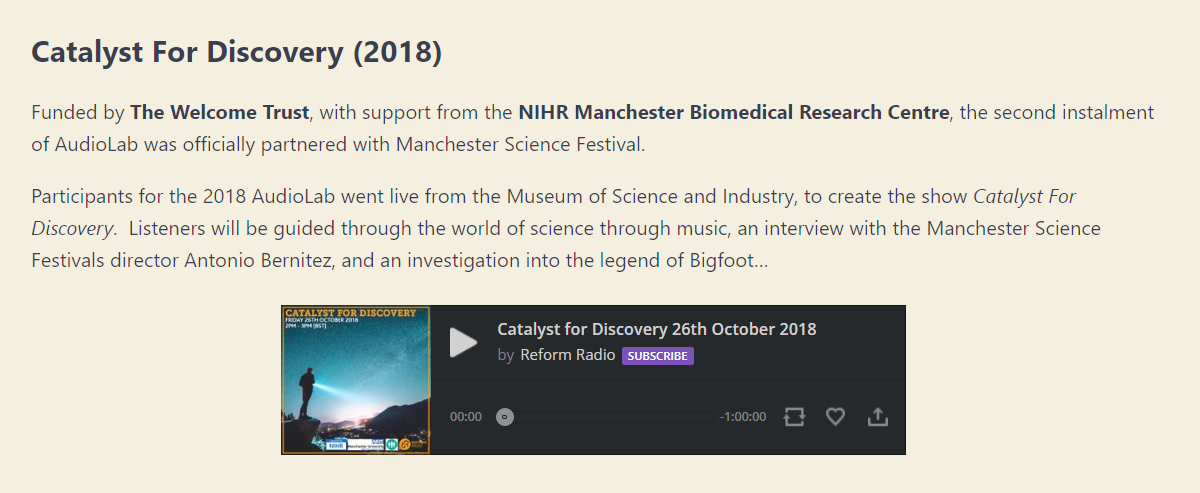 Catalyst For Discovery (2018)
Funded by The Welcome Trust, with support from the NIHR Manchester Biomedical Research Centre, the second instalment
of AudioLab was officially partnered with Manchester Science Festival.
Participants for the 2018 AudioLab went live from the Museum of Science and Industry, to create the show Catalyst For
Discovery.  Listeners will be guided through the world of science through music, an interview with the Manchester Science
Festivals director Antonio Bernitez, and an investigation into the legend of Bigfoot...
CATALYST FOR DISCOVERY
FRIDAY 26TH OCTOBER 2018
2PM - 3PM (BST)
NIHR
Manchester University
Catalyst for Discovery 26th October 2018
by Reform Radio SUBSCRIBE
00:00
-1:00:00